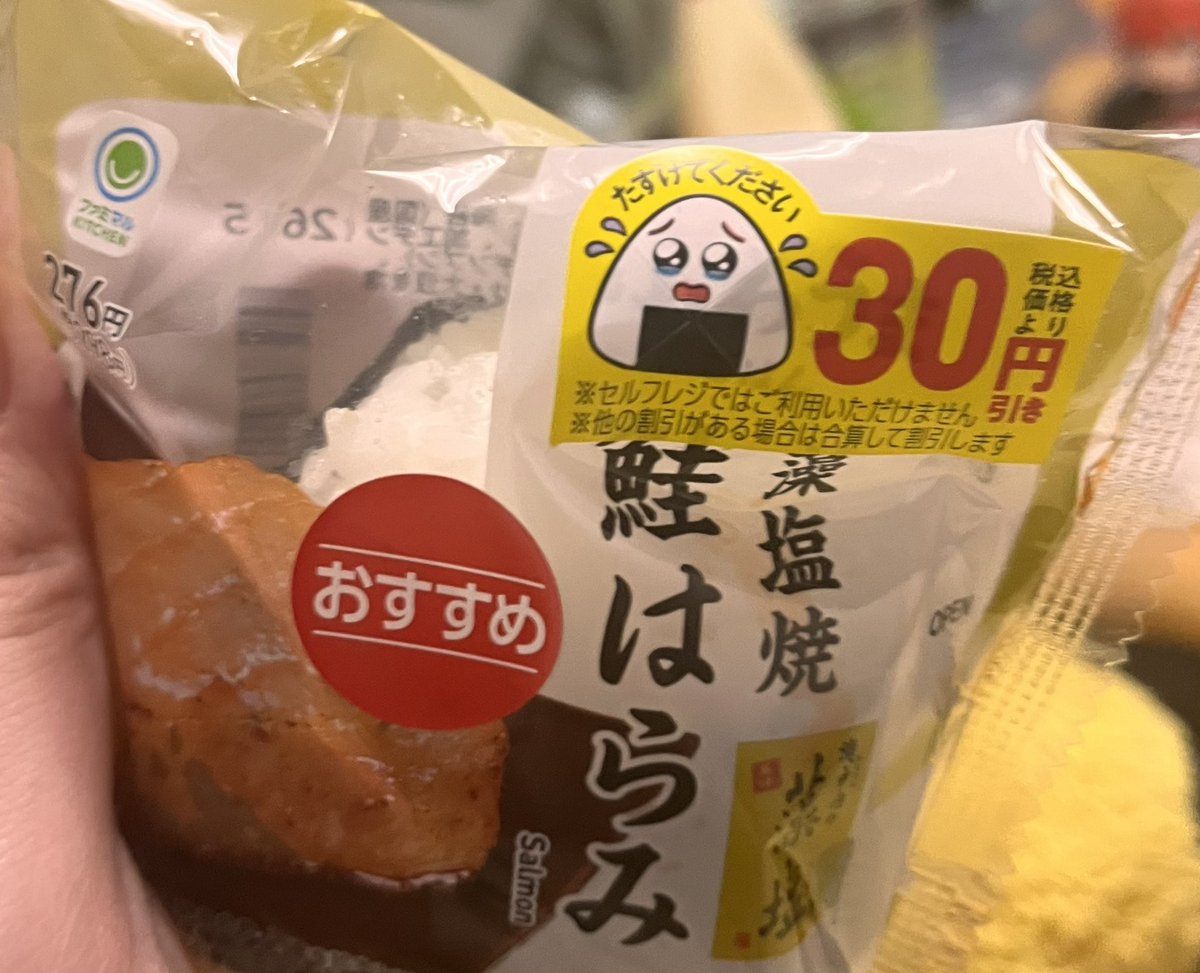 ファミマル
KITCHEN
276円
たすけてください
30円引き
税込価格より
※セルフレジではご利用いただけません
※他の割引がある場合は合算して割引します
藻塩焼
鮭はらみ
おすすめ
Salmon
OPEN